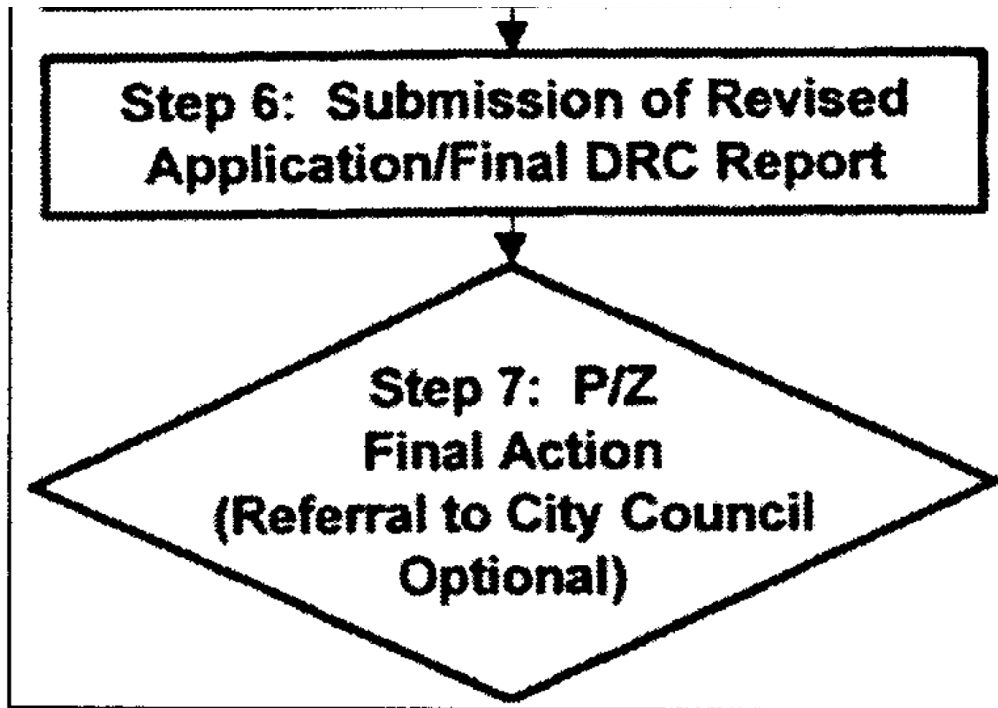 Step 6: Submission of Revised
Application/Final DRC Report
Step 7: P/Z
Final Action
(Referral to City Council
Optional)